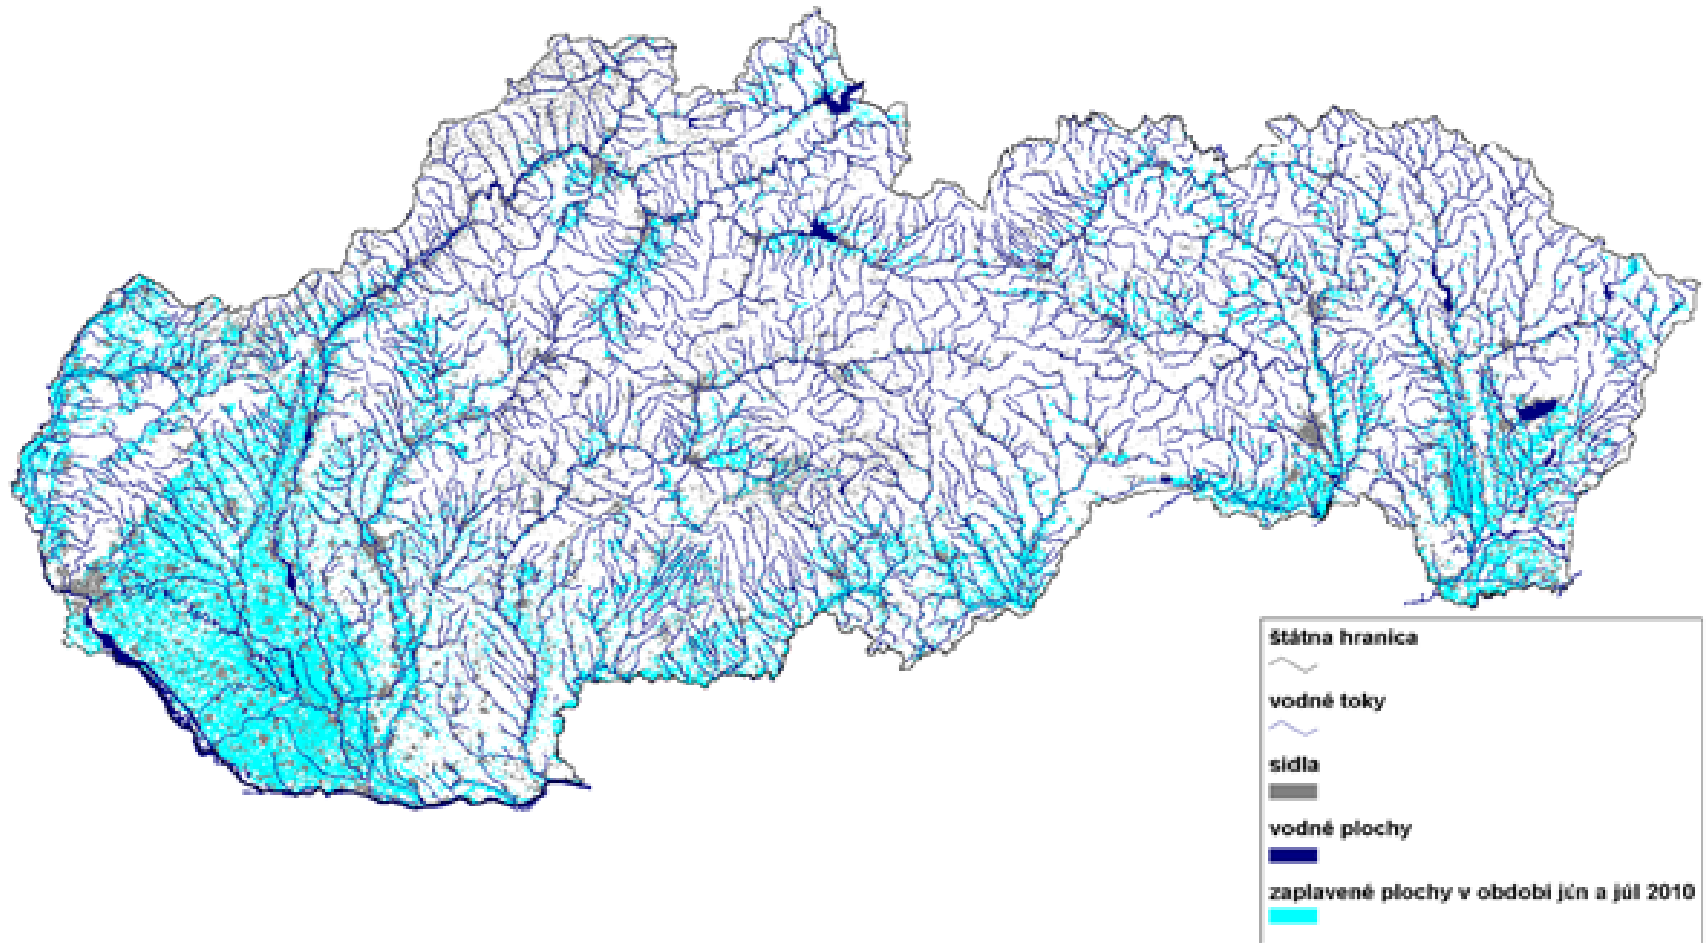 štátna hranica
vodné toky
sídla
vodné plochy
zaplavené plochy v období jún a júl 2010